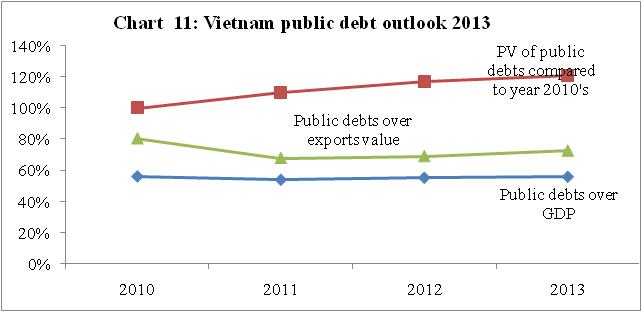 Chart 11: Vietnam public debt outlook 2013
140%
120%
100%
80%
60%
40%
20%
0%
PV of public
debts compared
to year 2010's
Public debts over
exports value
Public debts over
GDP
2010
2011
2012
2013